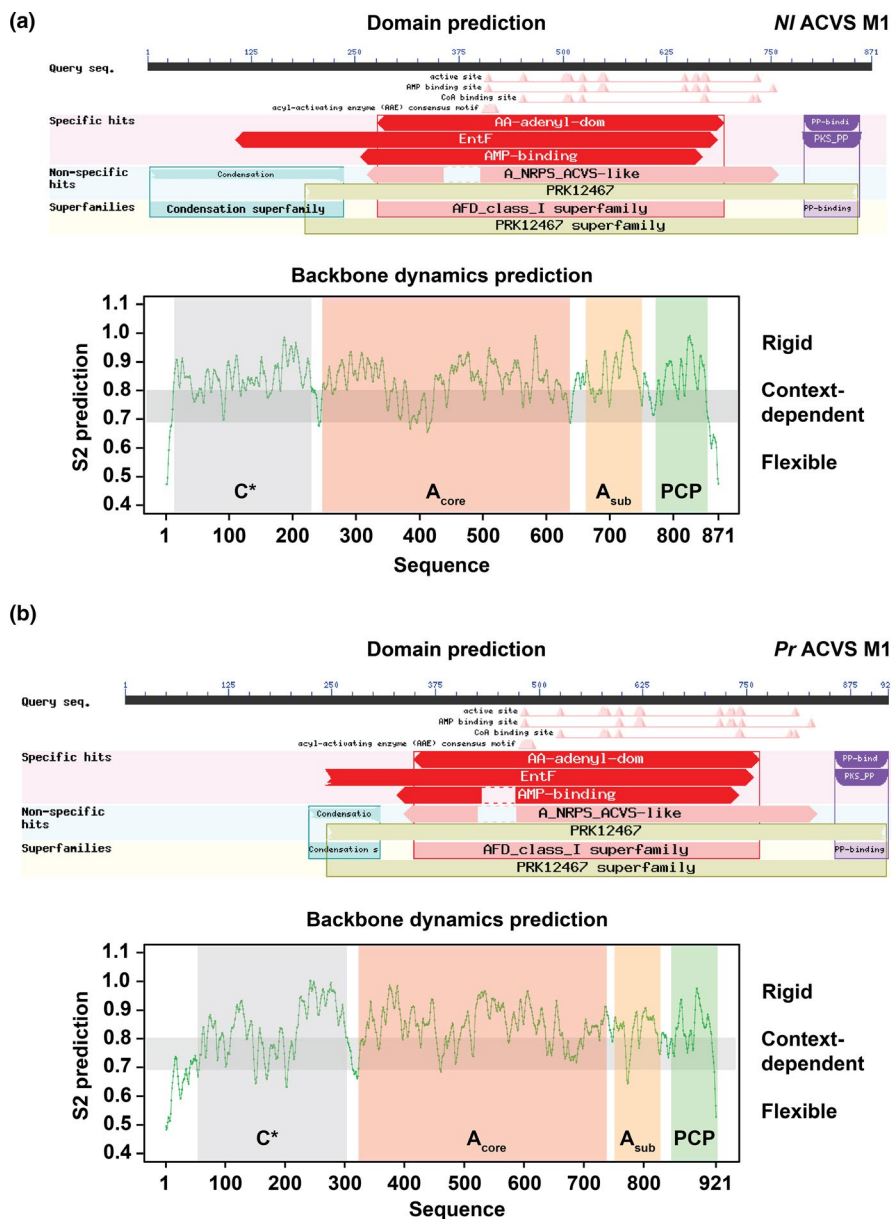 (a)
Domain prediction
Nl ACVS M1
1 125 250 375 500 625 750 871
Query seq.
active site
AMP binding site
CoA binding site
acyl-activating enzyme (AAE) consensus motif
Specific hits
AA-adenyl-dom
PP-bindi
EntF
PKS_PP
AMP-binding
Non-specific hits
Condensation
A_NRPS_ACVS-like
PRK12467
Superfamilies
Condensation superfamily
AFD_class_I superfamily
PP-binding
PRK12467 superfamily
Backbone dynamics prediction
S2 prediction
1.1
1.0
0.9
0.8
0.7
0.6
0.5
0.4
Rigid
Context-dependent
Flexible
C* Acore Asub PCP
1 100 200 300 400 500 600 700 800 871
Sequence
(b)
Domain prediction
Pr ACVS M1
1 125 250 375 500 625 750 875 92
Query seq.
active site
AMP binding site
CoA binding site
acyl-activating enzyme (AAE) consensus motif
Specific hits
AA-adenyl-dom
PP-bind
EntF
PKS_PP
AMP-binding
Non-specific hits
Condensatio
A_NRPS_ACVS-like
PRK12467
Superfamilies
Condensation s
AFD_class_I superfamily
PP-binding
PRK12467 superfamily
Backbone dynamics prediction
S2 prediction
1.1
1.0
0.9
0.8
0.7
0.6
0.5
0.4
Rigid
Context-dependent
Flexible
C* Acore Asub PCP
1 100 200 300 400 500 600 700 800 921
Sequence